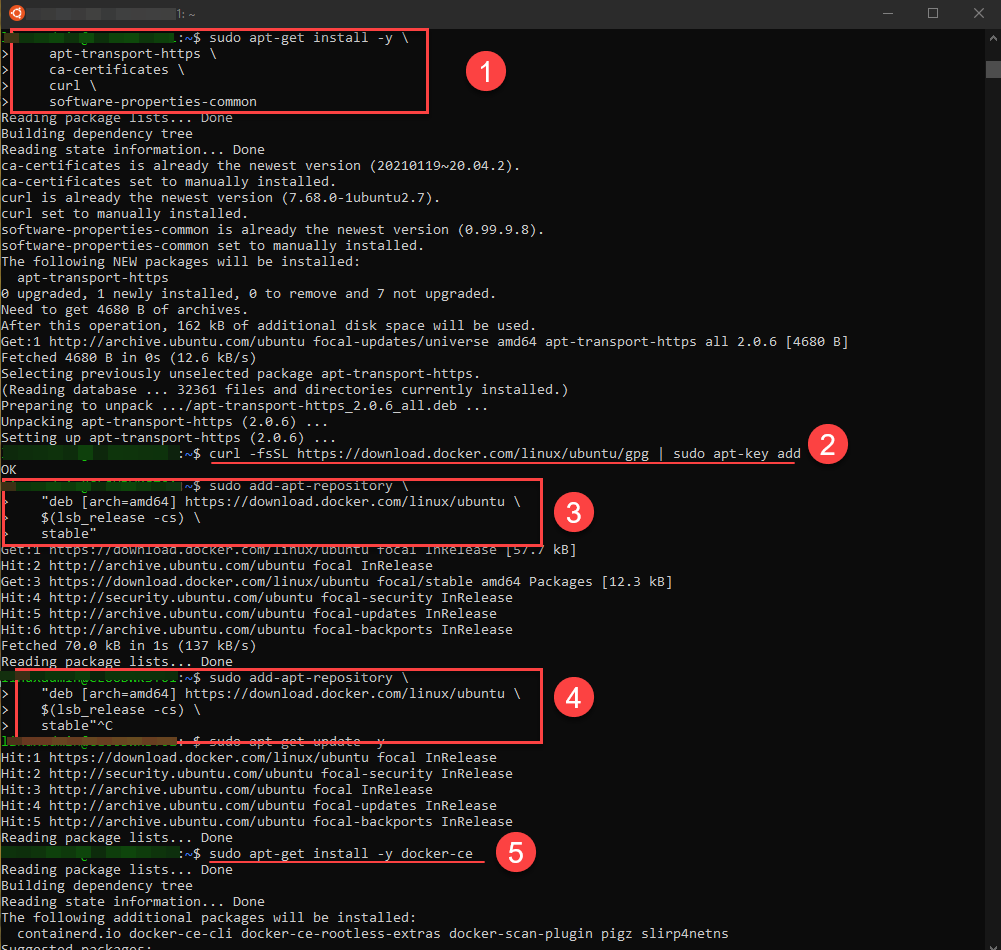 1: ~
:~$ sudo apt-get install -y \
> apt-transport-https \
> ca-certificates \
> curl \
> software-properties-common
1
Reading package lists... Done
Building dependency tree
Reading state information... Done
ca-certificates is already the newest version (20210119~20.04.2).
ca-certificates set to manually installed.
curl is already the newest version (7.68.0-1ubuntu2.7).
curl set to manually installed.
software-properties-common is already the newest version (0.99.9.8).
software-properties-common set to manually installed.
The following NEW packages will be installed:
apt-transport-https
0 upgraded, 1 newly installed, 0 to remove and 7 not upgraded.
Need to get 4680 B of archives.
After this operation, 162 kB of additional disk space will be used.
Get:1 http://archive.ubuntu.com/ubuntu focal-updates/universe amd64 apt-transport-https all 2.0.6 [4680 B]
Fetched 4680 B in 0s (12.6 kB/s)
Selecting previously unselected package apt-transport-https.
(Reading database ... 32361 files and directories currently installed.)
Preparing to unpack .../apt-transport-https_2.0.6_all.deb ...
Unpacking apt-transport-https (2.0.6) ...
Setting up apt-transport-https (2.0.6) ...
:~$ curl -fsSL https://download.docker.com/linux/ubuntu/gpg | sudo apt-key add
2
OK
:~$ sudo add-apt-repository \
> "deb [arch=amd64] https://download.docker.com/linux/ubuntu \
> $(lsb_release -cs) \
> stable"
3
Get:1 https://download.docker.com/linux/ubuntu focal InRelease [57.7 kB]
Hit:2 http://archive.ubuntu.com/ubuntu focal InRelease
Get:3 https://download.docker.com/linux/ubuntu focal/stable amd64 Packages [12.3 kB]
Hit:4 http://security.ubuntu.com/ubuntu focal-security InRelease
Hit:5 http://archive.ubuntu.com/ubuntu focal-updates InRelease
Hit:6 http://archive.ubuntu.com/ubuntu focal-backports InRelease
Fetched 70.0 kB in 1s (137 kB/s)
Reading package lists... Done
:~$ sudo add-apt-repository \
> "deb [arch=amd64] https://download.docker.com/linux/ubuntu \
> $(lsb_release -cs) \
> stable"^C
4
$ sudo apt-get update -y
Hit:1 https://download.docker.com/linux/ubuntu focal InRelease
Hit:2 http://security.ubuntu.com/ubuntu focal-security InRelease
Hit:3 http://archive.ubuntu.com/ubuntu focal InRelease
Hit:4 http://archive.ubuntu.com/ubuntu focal-updates InRelease
Hit:5 http://archive.ubuntu.com/ubuntu focal-backports InRelease
Reading package lists... Done
:~$ sudo apt-get install -y docker-ce
5
Reading package lists... Done
Building dependency tree
Reading state information... Done
The following additional packages will be installed:
containerd.io docker-ce-cli docker-ce-rootless-extras docker-scan-plugin pigz slirp4netns
Suggested packages: